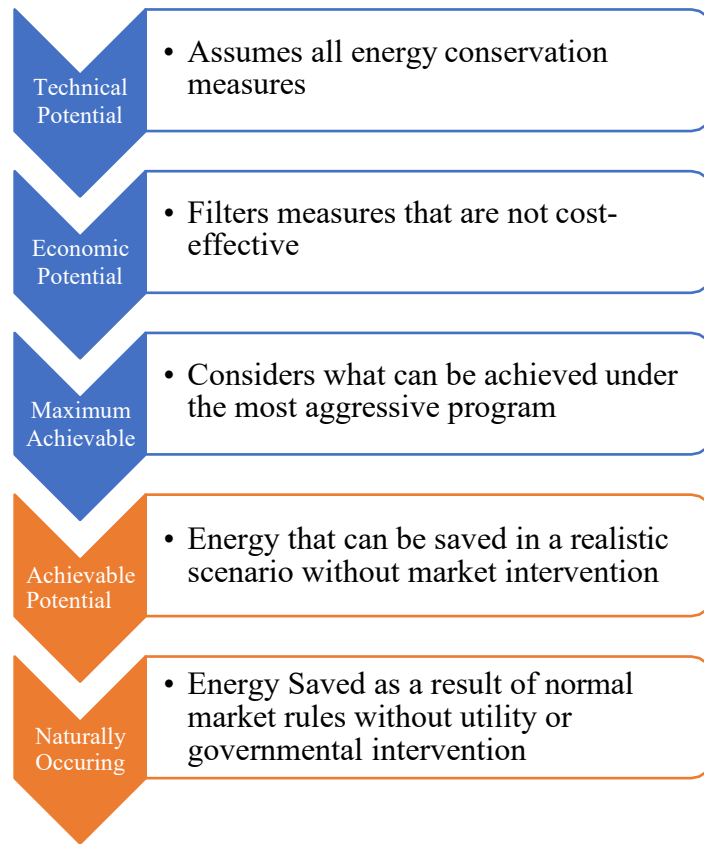 Technical
Potential
• Assumes all energy conservation
measures
Economic
Potential
• Filters measures that are not cost-
effective
Maximum
Achievable
• Considers what can be achieved under
the most aggressive program
Achievable
Potential
• Energy that can be saved in a realistic
scenario without market intervention
Naturally
Occuring
• Energy Saved as a result of normal
market rules without utility or
governmental intervention